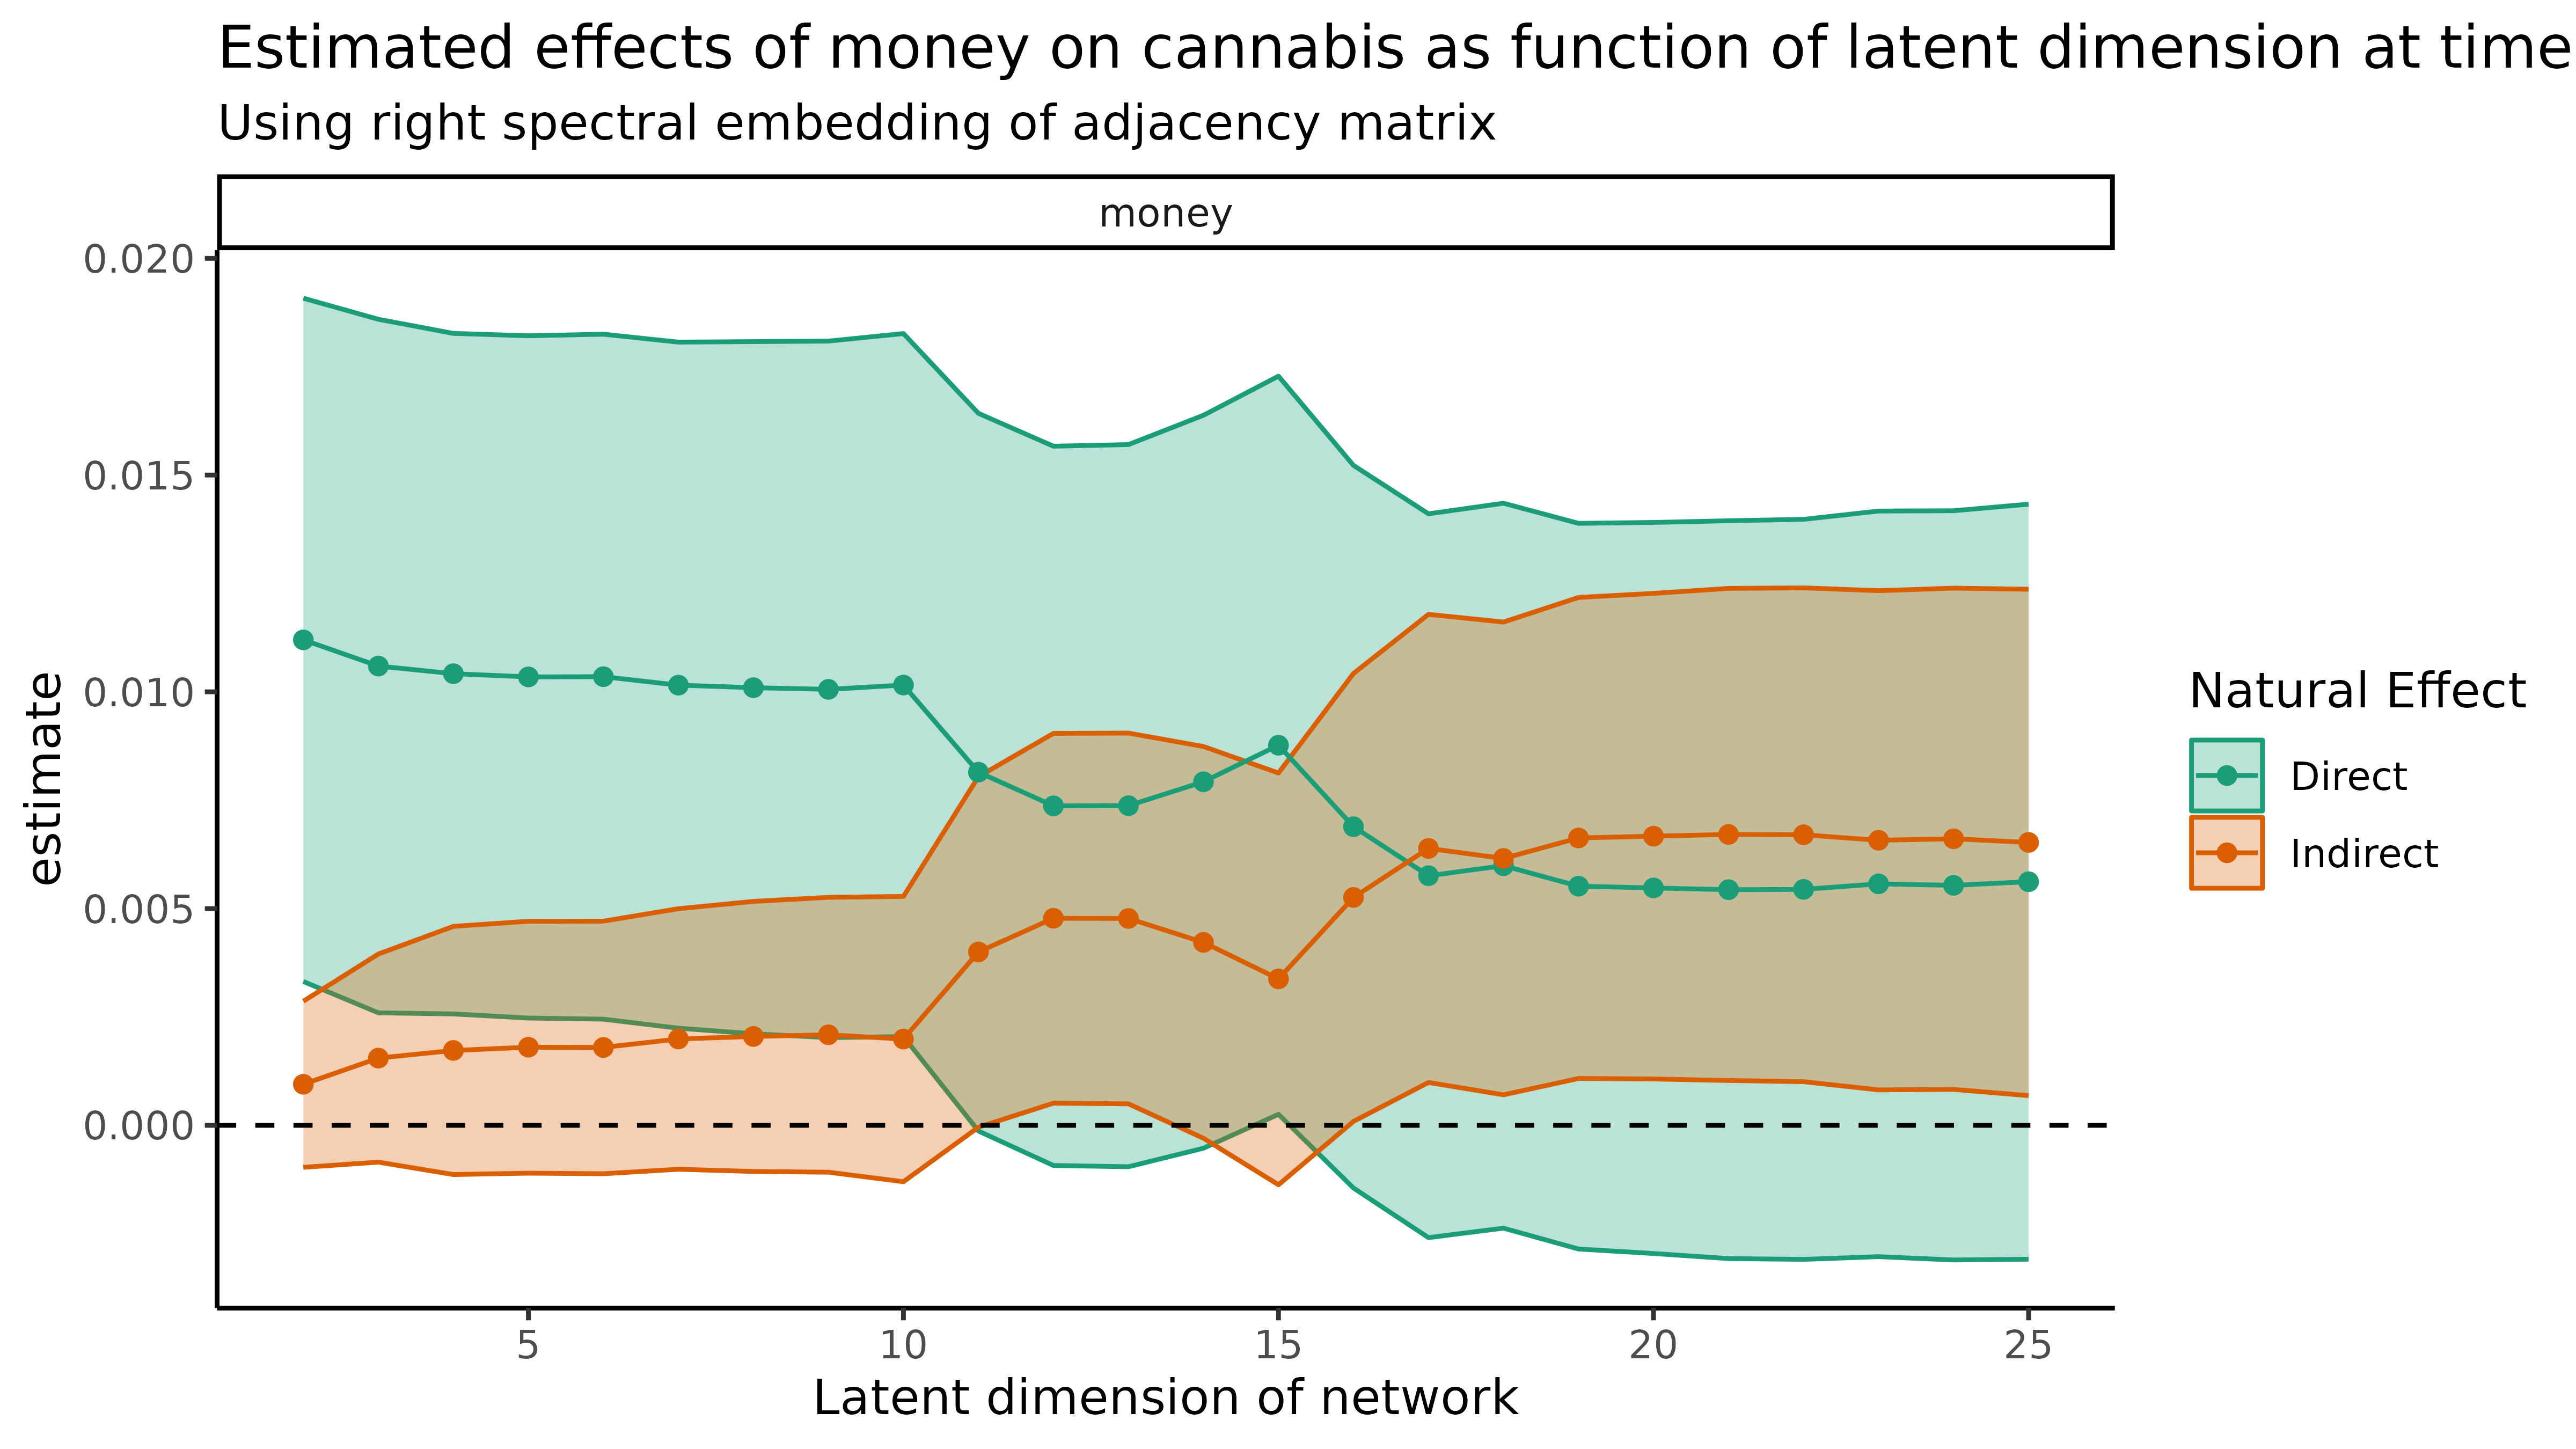 Estimated effects of money on cannabis as function of latent dimension at time
Using right spectral embedding of adjacency matrix
money
0.020
0.015
0.010
0.005
0.000
estimate
5 10 15 20 25
Latent dimension of network
Natural Effect
Direct
Indirect